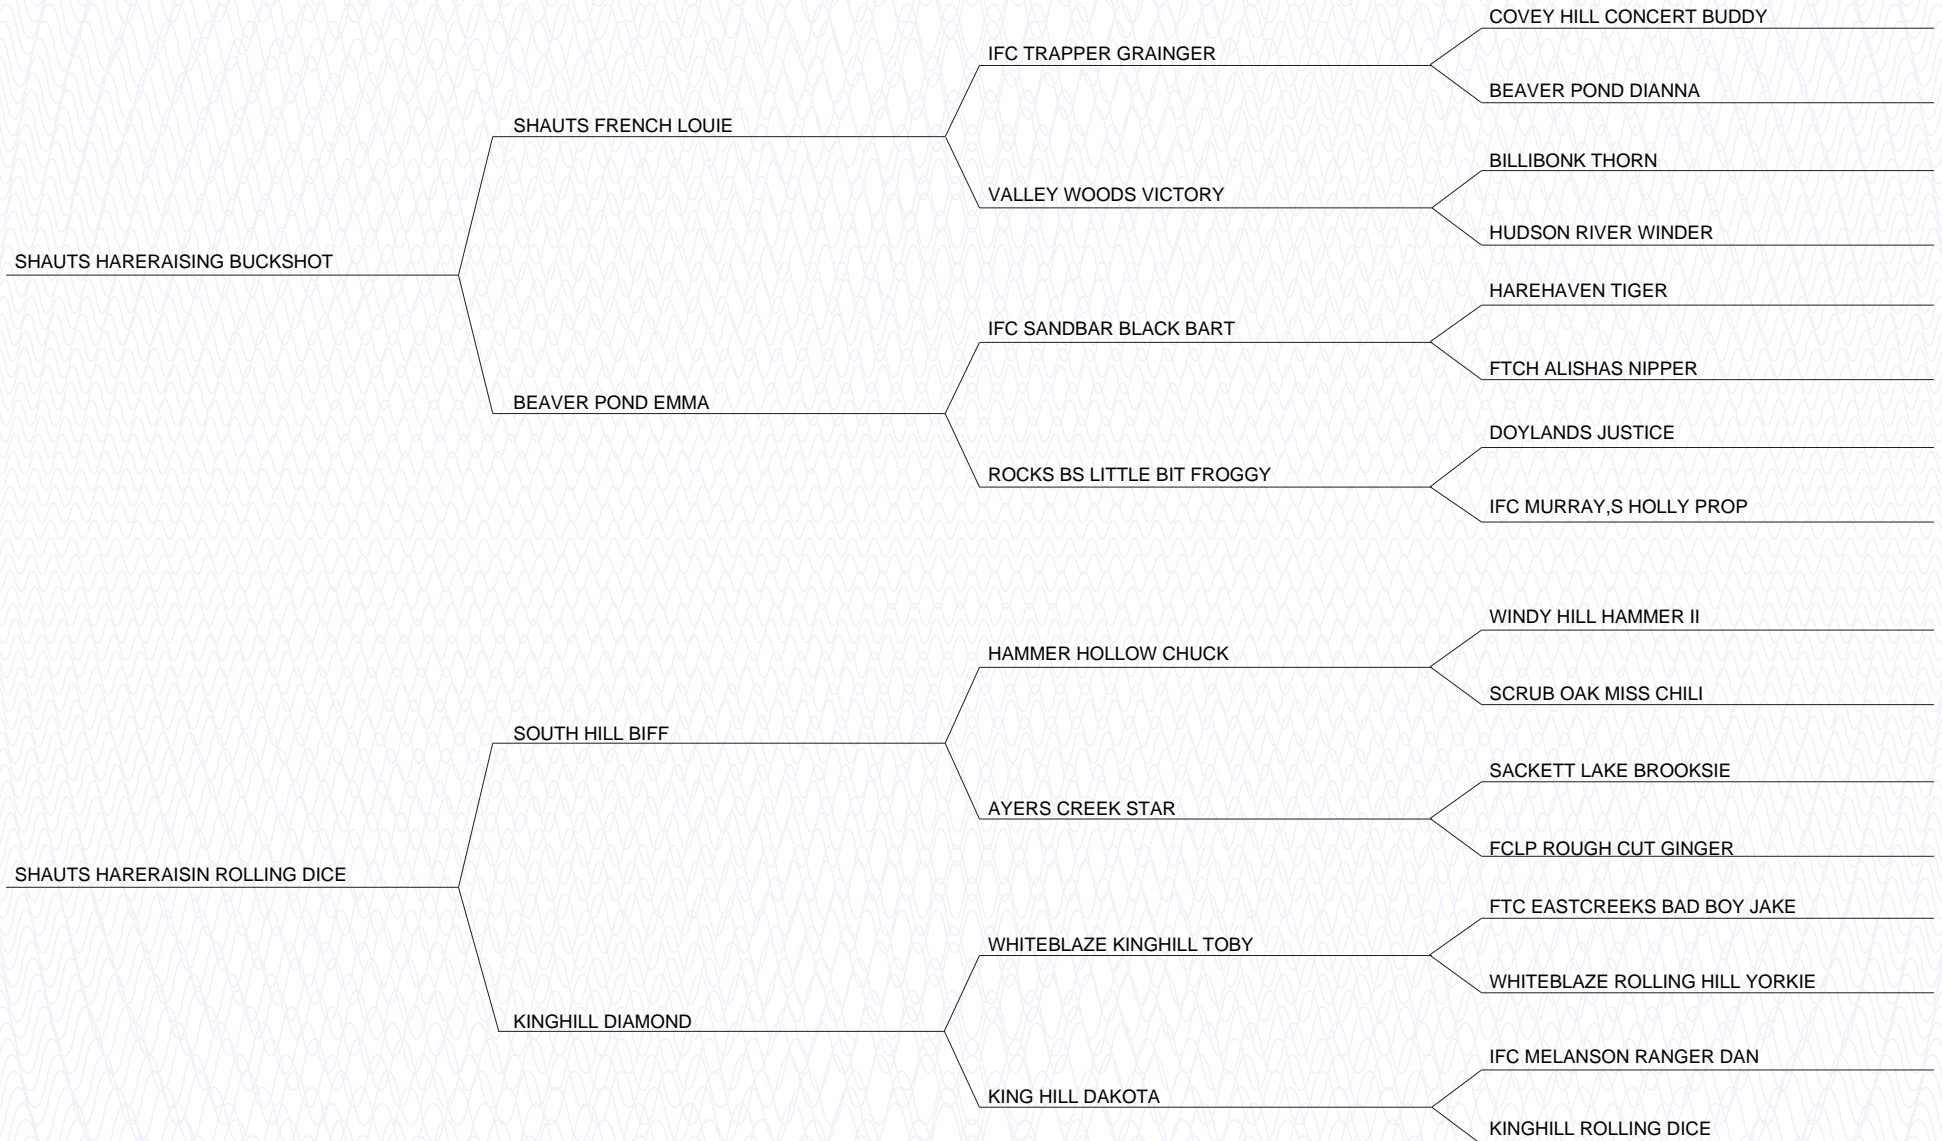 COVEY HILL CONCERT BUDDY
IFC TRAPPER GRAINGER
BEAVER POND DIANNA
SHAUTS FRENCH LOUIE
BILLIBONK THORN
VALLEY WOODS VICTORY
HUDSON RIVER WINDER
SHAUTS HARERAISING BUCKSHOT
HAREHAVEN TIGER
IFC SANDBAR BLACK BART
FTCH ALISHAS NIPPER
BEAVER POND EMMA
DOYLANDS JUSTICE
ROCKS BS LITTLE BIT FROGGY
IFC MURRAY,S HOLLY PROP
WINDY HILL HAMMER II
HAMMER HOLLOW CHUCK
SCRUB OAK MISS CHILI
SOUTH HILL BIFF
SACKETT LAKE BROOKSIE
AYERS CREEK STAR
FCLP ROUGH CUT GINGER
SHAUTS HARERAISIN ROLLING DICE
FTC EASTCREEKS BAD BOY JAKE
WHITEBLAZE KINGHILL TOBY
WHITEBLAZE ROLLING HILL YORKIE
KINGHILL DIAMOND
IFC MELANSON RANGER DAN
KING HILL DAKOTA
KINGHILL ROLLING DICE